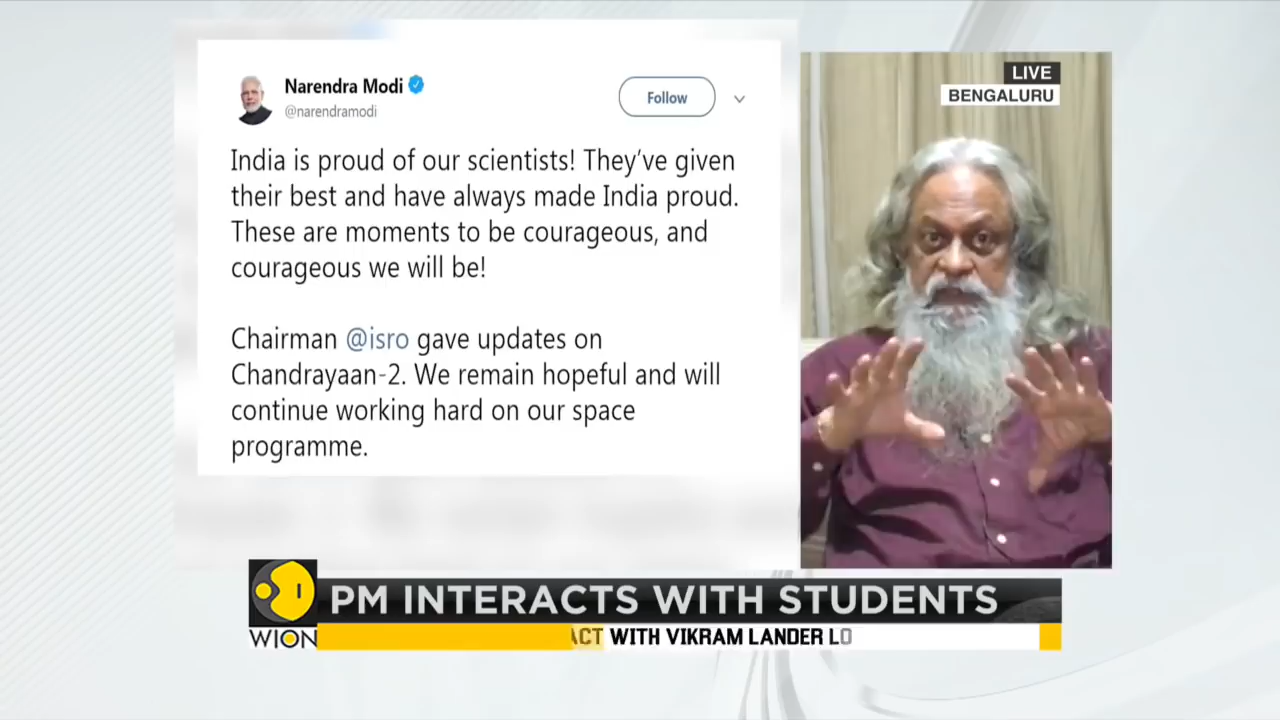 Narendra Modi
@narendramodi
Follow
India is proud of our scientists! They've given
their best and have always made India proud.
These are moments to be courageous, and
courageous we will be!
Chairman @isro gave updates on
Chandrayaan-2. We remain hopeful and will
continue working hard on our space
programme.
LIVE
BENGALURU
PM INTERACTS WITH STUDENTS
WION
WITH VIKRAM LANDER